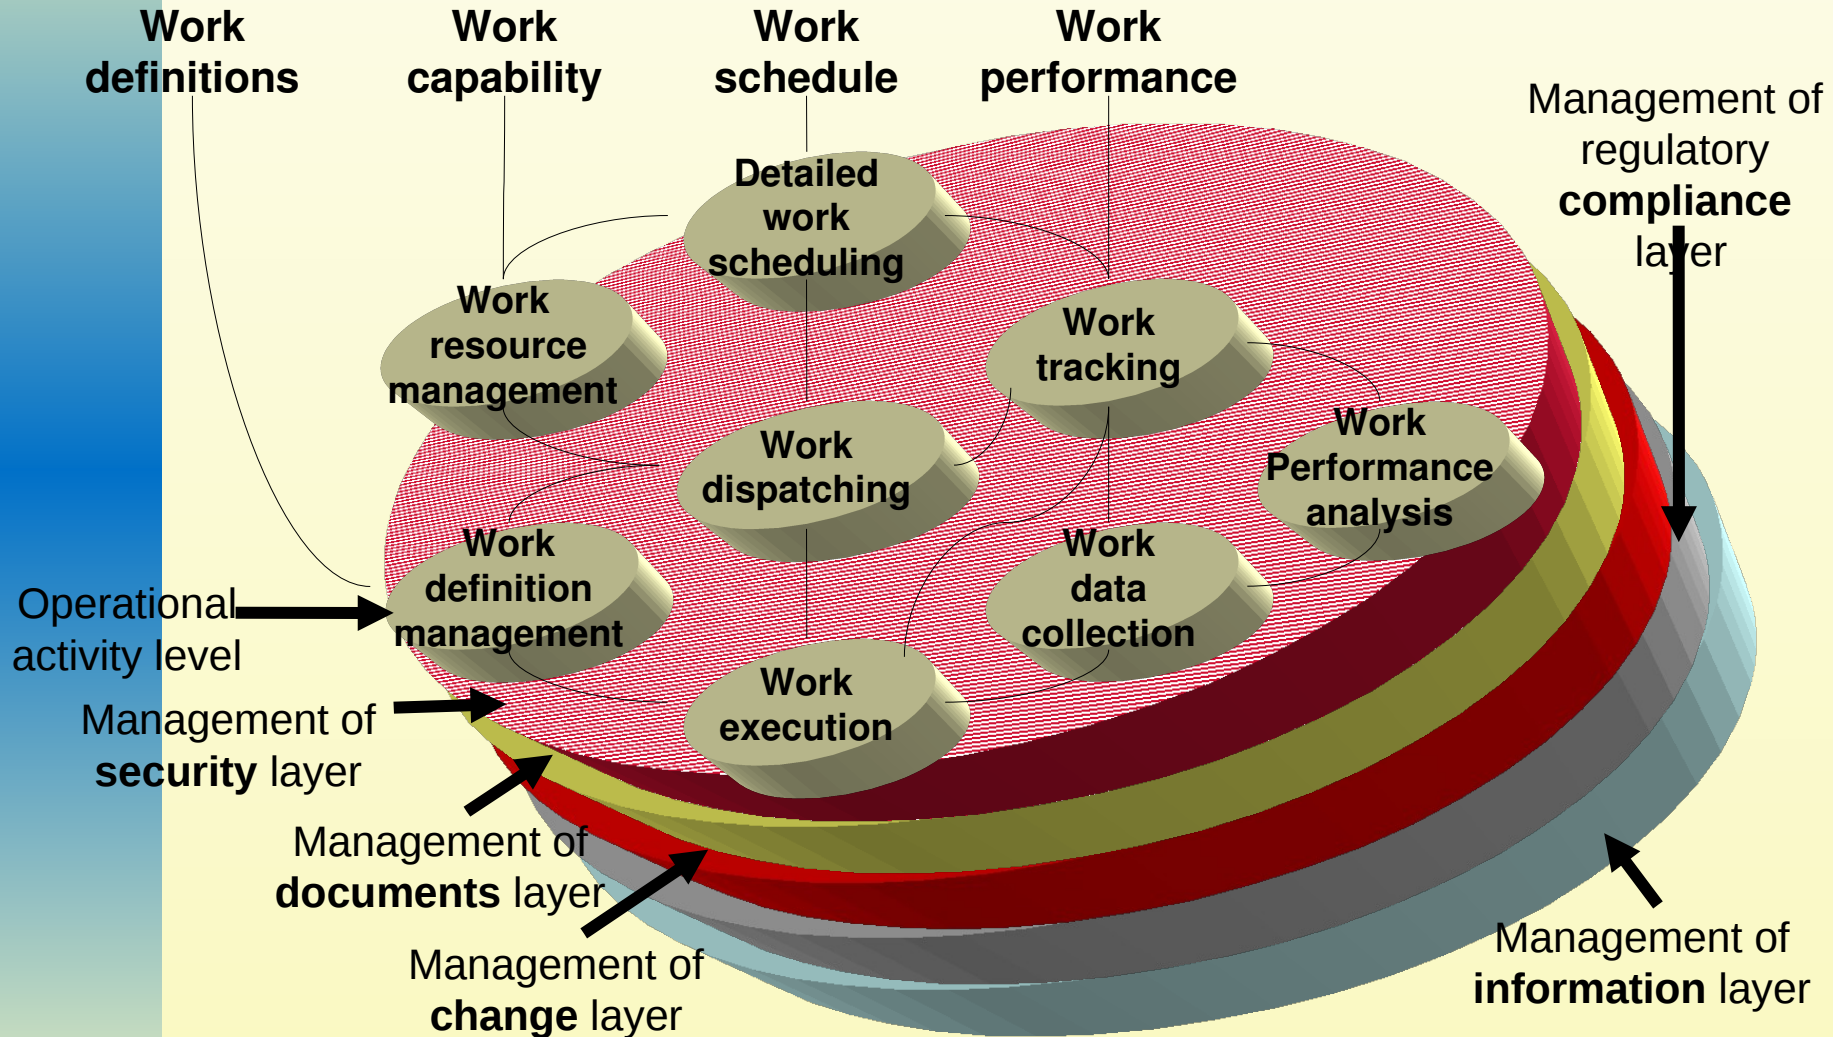 Work
definitions
Work
capability
Work
schedule
Work
performance
Management of
regulatory
compliance
layer
Detailed
work
scheduling
Work
resource
management
Work
tracking
Work
dispatching
Work
Performance
analysis
Work
definition
management
Work
data
collection
Work
execution
Operational
activity level
Management of
security layer
Management of
documents layer
Management of
change layer
Management of
information layer